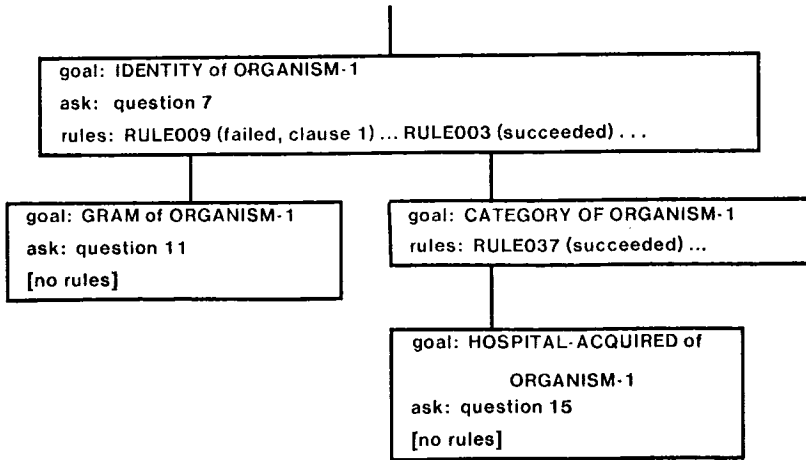 goal: IDENTITY of ORGANISM-1
ask: question 7
rules: RULE009 (failed, clause 1) ... RULE003 (succeeded) . . .
goal: GRAM of ORGANISM-1
ask: question 11
[no rules]
goal: CATEGORY OF ORGANISM-1
rules: RULE037 (succeeded) ...
goal: HOSPITAL-ACQUIRED of
ORGANISM-1
ask: question 15
[no rules]